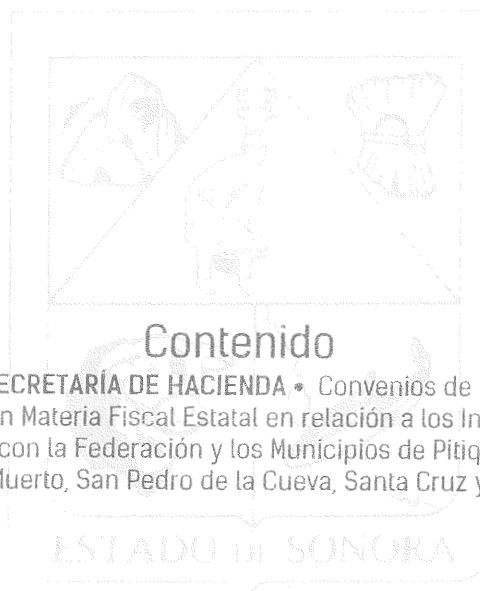 Contenido
ECRETARÍA DE HACIENDA • Convenios de
n Materia Fiscal Estatal en relación a los In
con la Federación y los Municipios de Pitiq
uerto, San Pedro de la Cueva, Santa Cruz y
ESTADO DE SONORA